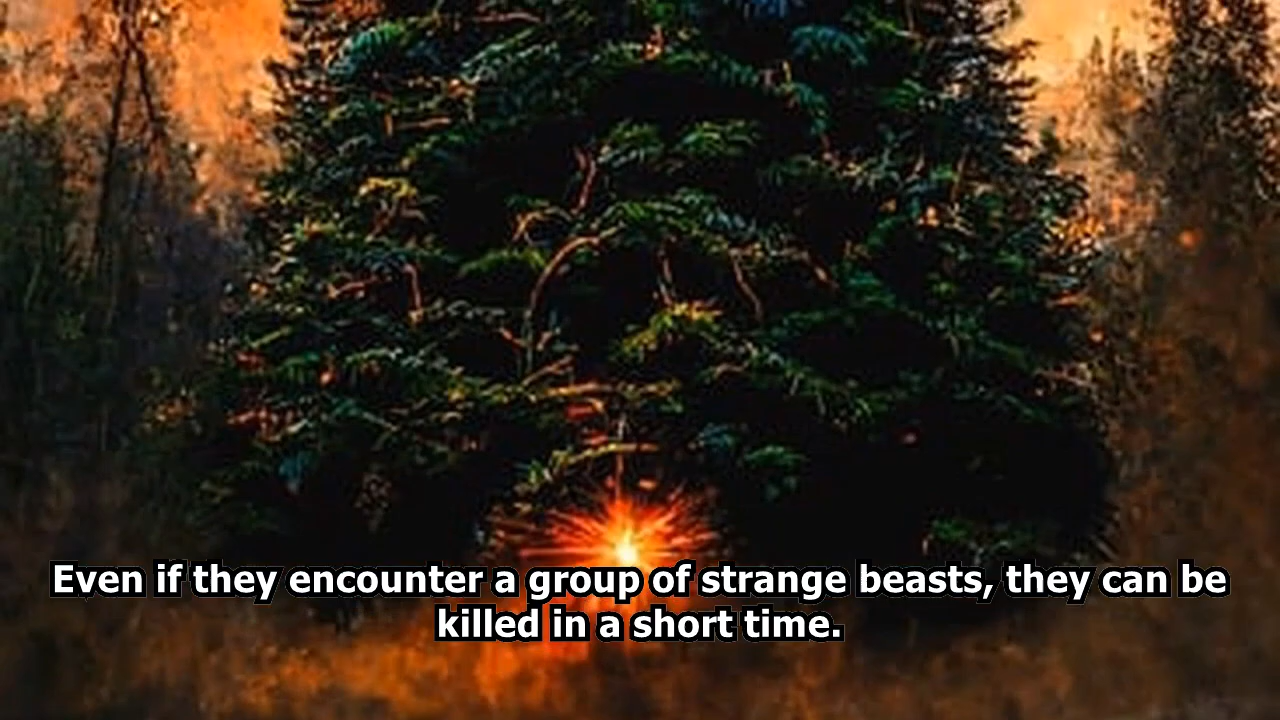 Even if they encounter a group of strange beasts, they can be
killed in a short time.